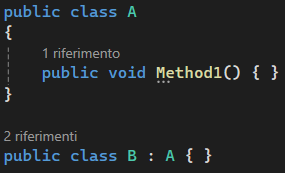 public class A
{
1 riferimento
public void Method1() { }
}
2 riferimenti
public class B : A { }